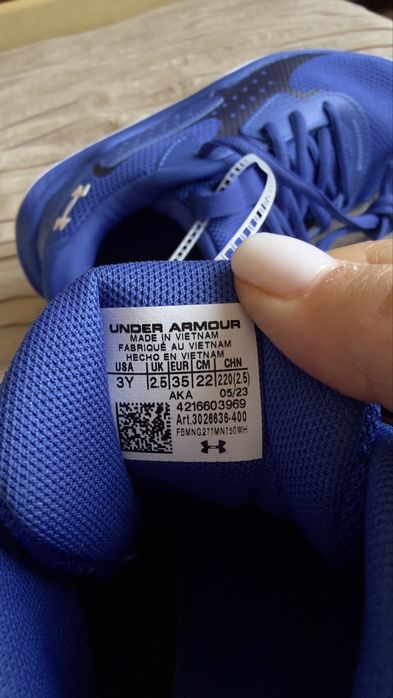 UNDER ARMOUR
MADE IN VIETNAM
FABRIQUÉ AU VIETNAM
HECHO EN VIETNAM
USA UK EUR CM CHN
3Y 2.5 35 22 220(2.5)
AKA 05/23
4216603969
Art.3026636-400
FBMNG277MN750WH